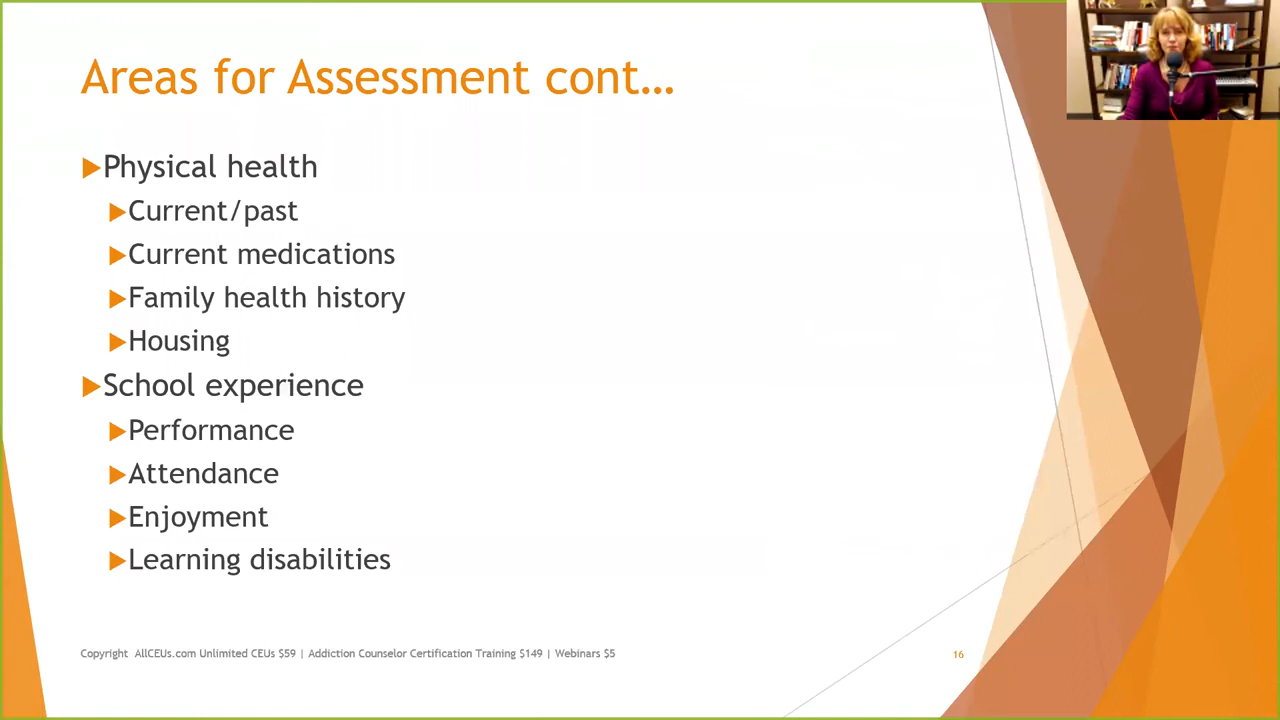 Areas for Assessment cont…
Physical health
Current/past
Current medications
Family health history
Housing
School experience
Performance
Attendance
Enjoyment
Learning disabilities
Copyright AllCEUs.com Unlimited CEUs $59 | Addiction Counselor Certification Training $149 | Webinars $5
16